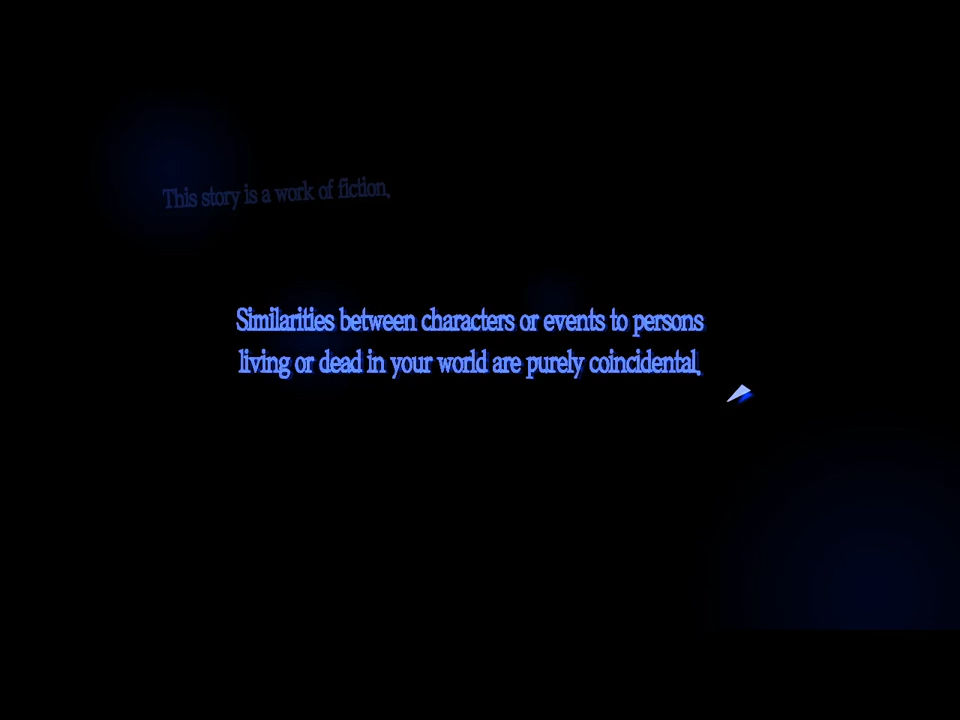 This story is a work of fiction.
Similarities between characters or events to persons
living or dead in your world are purely coincidental.